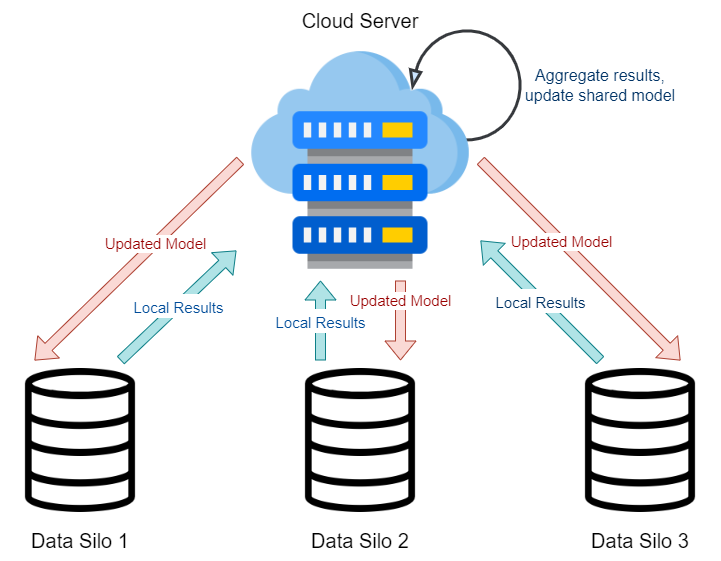 Cloud Server
Aggregate results,
update shared model
Updated Model
Updated Model
Local Results
Updated Model
Local Results
Local Results
Data Silo 1
Data Silo 2
Data Silo 3